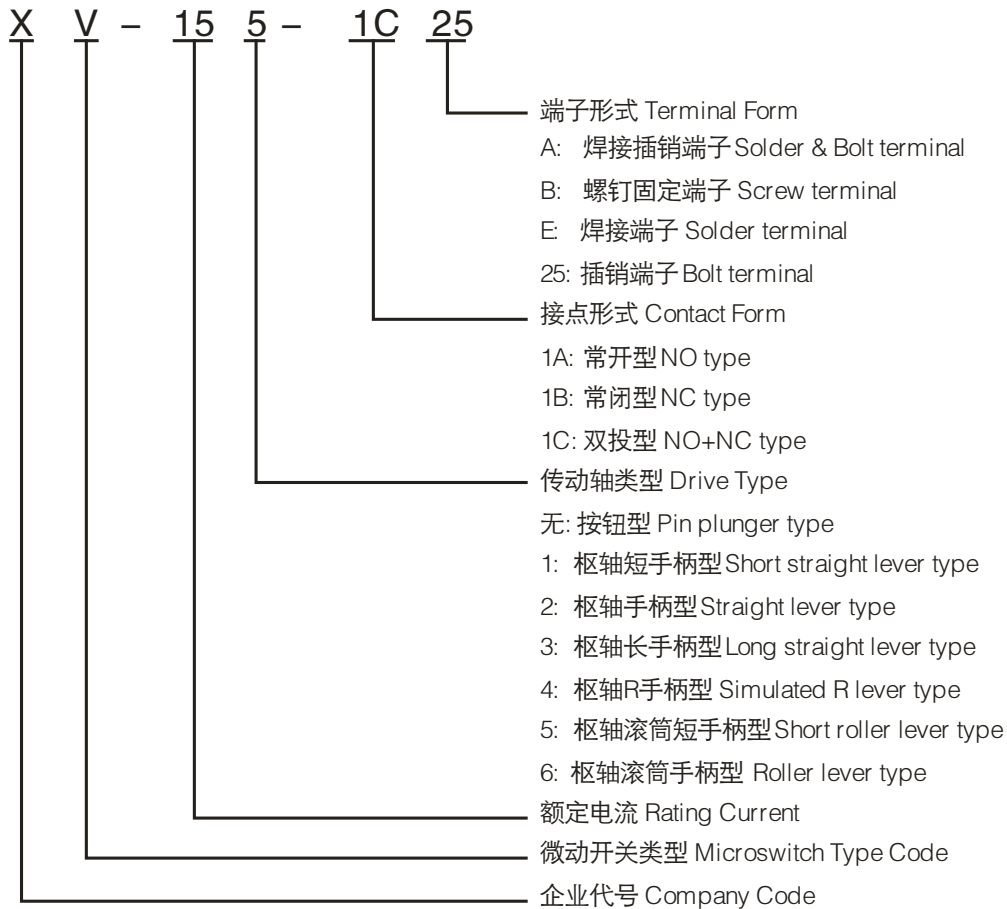 X V - 15 5 - 1C 25
端子形式 Terminal Form
A: 焊接插销端子 Solder & Bolt terminal
B: 螺钉固定端子 Screw terminal
E: 焊接端子 Solder terminal
25: 插销端子 Bolt terminal
接点形式 Contact Form
1A: 常开型 NO type
1B: 常闭型 NC type
1C: 双投型 NO+NC type
传动轴类型 Drive Type
无: 按钮型 Pin plunger type
1: 枢轴短手柄型 Short straight lever type
2: 枢轴手柄型 Straight lever type
3: 枢轴长手柄型 Long straight lever type
4: 枢轴R手柄型 Simulated R lever type
5: 枢轴滚筒短手柄型 Short roller lever type
6: 枢轴滚筒手柄型 Roller lever type
额定电流 Rating Current
微动开关类型 Microswitch Type Code
企业代号 Company Code